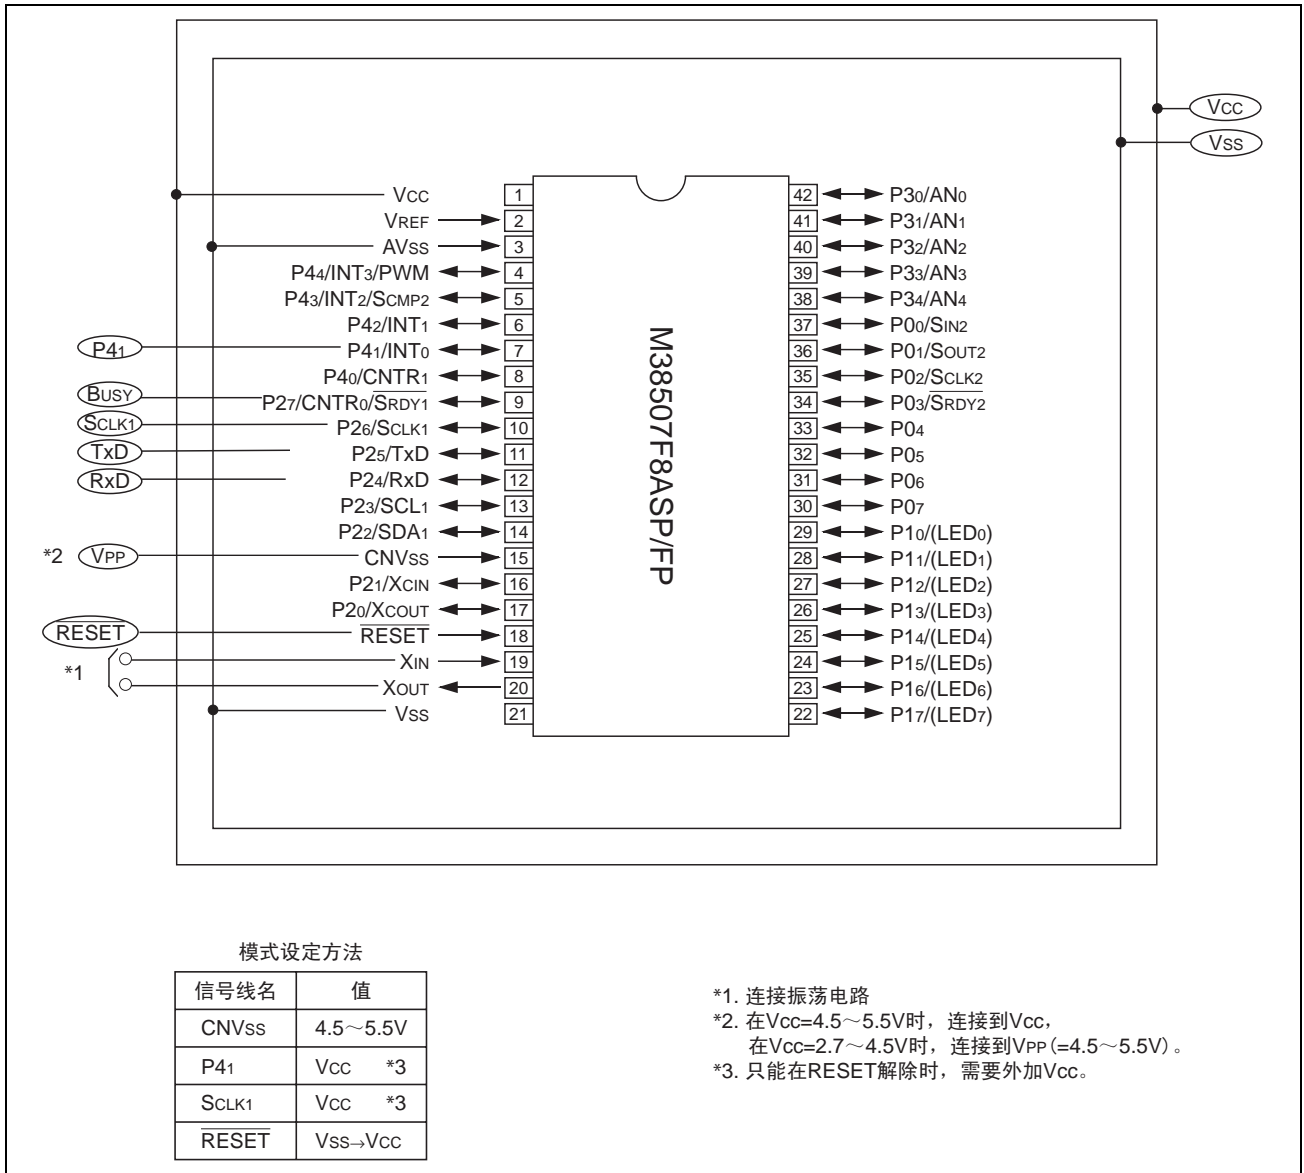 Vcc
Vss
Vcc 1
VREF 2
AVss 3
P44/INT3/PWM 4
P43/INT2/SCMP2 5
P42/INT1 6
P41 P41/INT0 7
P40/CNTR1 8
BUSY P27/CNTR0/SRDY1 9
SCLK1 P26/SCLK1 10
TxD P25/TxD 11
RxD P24/RxD 12
P23/SCL1 13
P22/SDA1 14
*2 VPP CNVss 15
P21/XCIN 16
P20/XCOUT 17
RESET RESET 18
*1
XIN 19
XOUT 20
Vss 21
M38507F8ASP/FP
42 P30/AN0
41 P31/AN1
40 P32/AN2
39 P33/AN3
38 P34/AN4
37 P00/SIN2
36 P01/SOUT2
35 P02/SCLK2
34 P03/SRDY2
33 P04
32 P05
31 P06
30 P07
29 P10/(LED0)
28 P11/(LED1)
27 P12/(LED2)
26 P13/(LED3)
25 P14/(LED4)
24 P15/(LED5)
23 P16/(LED6)
22 P17/(LED7)
模式设定方法
信号线名 值
CNVss 4.5～5.5V
P41 Vcc *3
SCLK1 Vcc *3
RESET Vss→Vcc
*1. 连接振荡电路
*2. 在Vcc=4.5～5.5V时，连接到Vcc，
在Vcc=2.7～4.5V时，连接到VPP(=4.5～5.5V)。
*3. 只能在RESET解除时，需要外加Vcc。